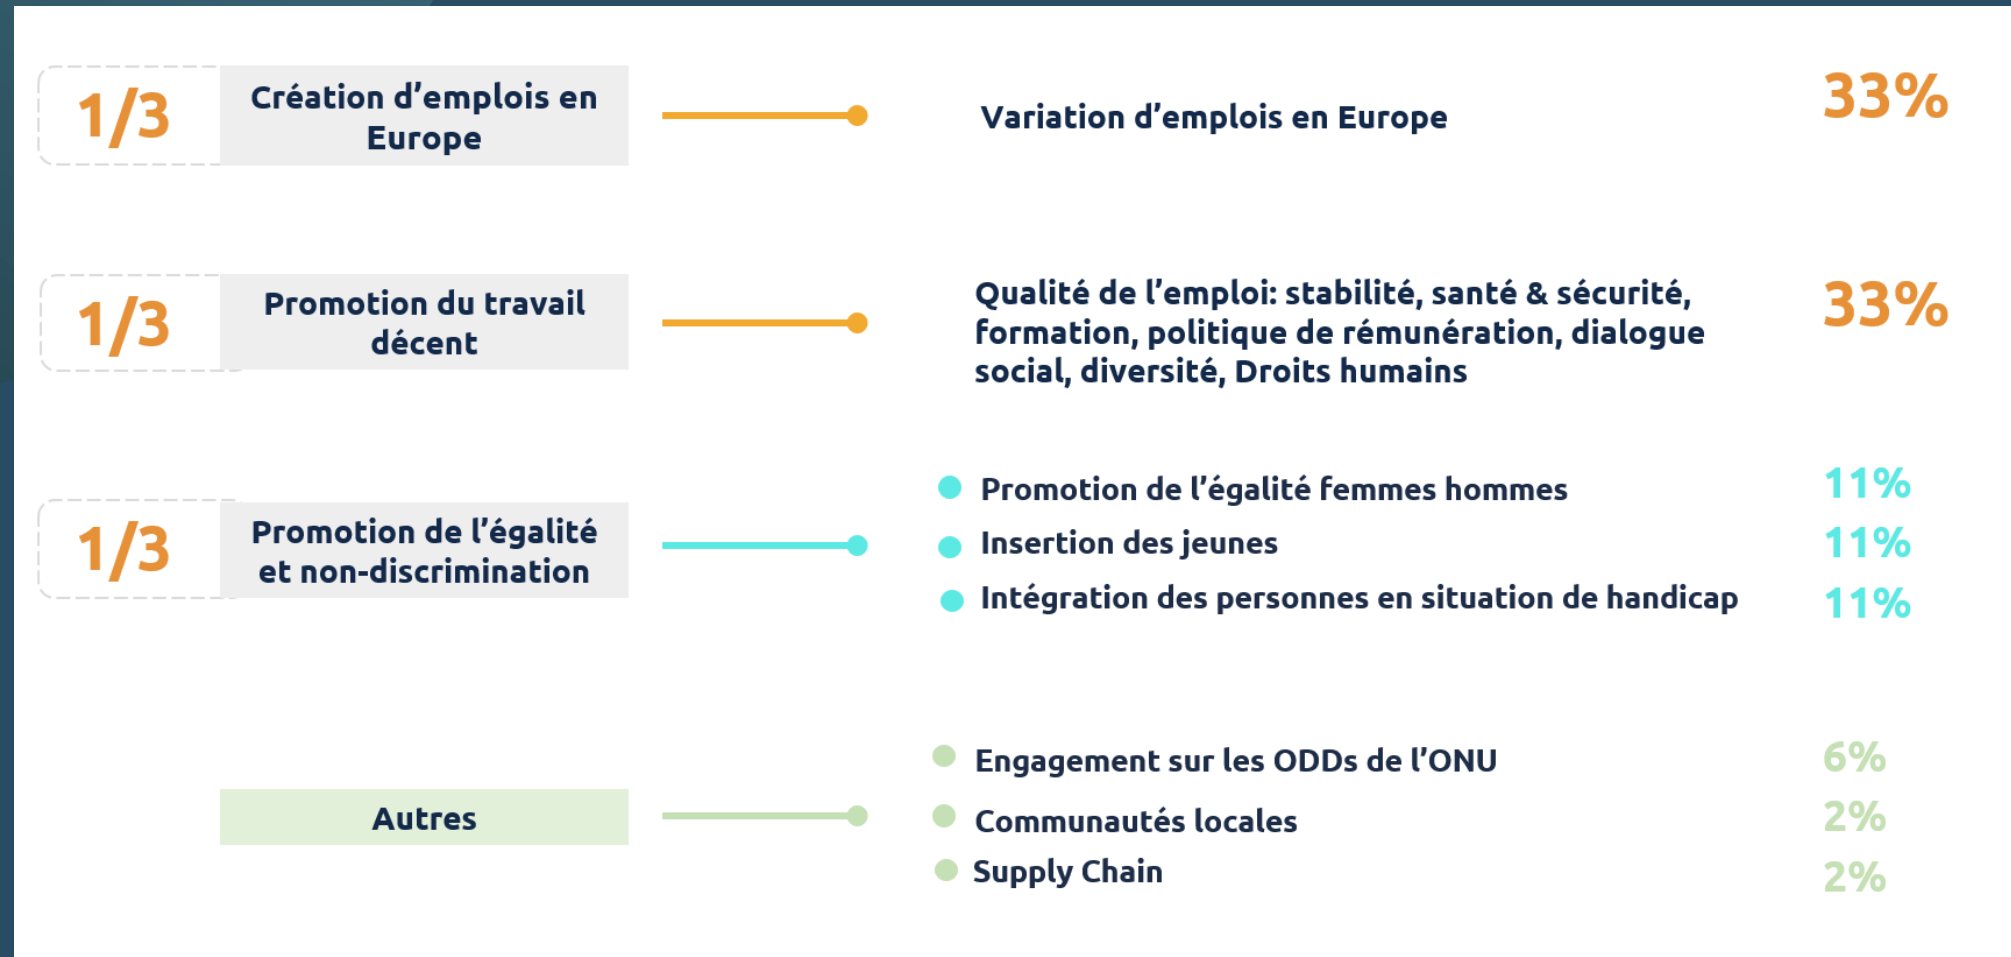 1/3
Création d’emplois en
Europe
Variation d’emplois en Europe
33%
1/3
Promotion du travail
décent
Qualité de l’emploi: stabilité, santé & sécurité,
formation, politique de rémunération, dialogue
social, diversité, Droits humains
33%
1/3
Promotion de l’égalité
et non-discrimination
Promotion de l’égalité femmes hommes
11%
Insertion des jeunes
11%
Intégration des personnes en situation de handicap
11%
Autres
Engagement sur les ODDs de l’ONU
6%
Communautés locales
2%
Supply Chain
2%